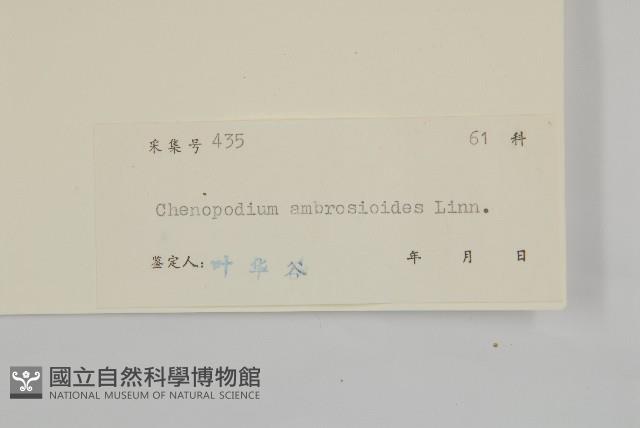 采集号 435 61 科
Chenopodium ambrosioides Linn.
鉴定人: 叶华谷 年 月 日
國立自然科學博物館
NATIONAL MUSEUM OF NATURAL SCIENCE